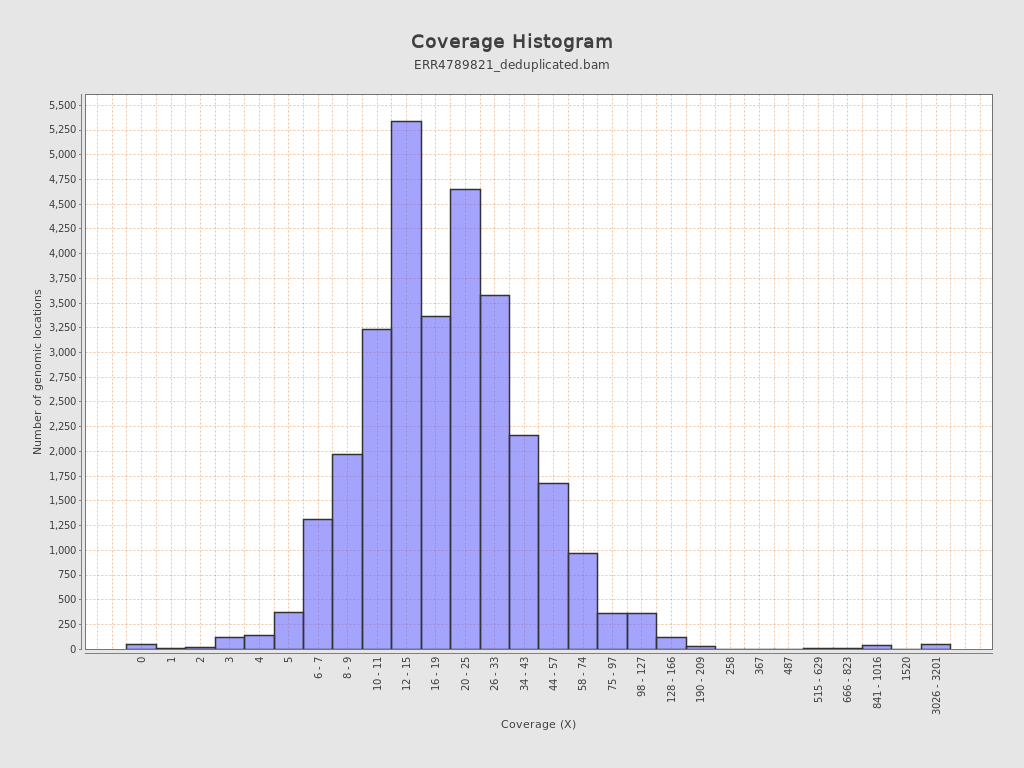 Coverage Histogram
ERR4789821_deduplicated.bam
5,500
5,250
5,000
4,750
4,500
4,250
4,000
3,750
3,500
3,250
3,000
2,750
2,500
2,250
2,000
1,750
1,500
1,250
1,000
750
500
250
0
Number of genomic locations
0
1
2
3
4
5
6 - 7
8 - 9
10 - 11
12 - 15
16 - 19
20 - 25
26 - 33
34 - 43
44 - 57
58 - 74
75 - 97
98 - 127
128 - 166
190 - 209
258
367
487
515 - 629
666 - 823
841 - 1016
1520
3026 - 3201
Coverage (X)